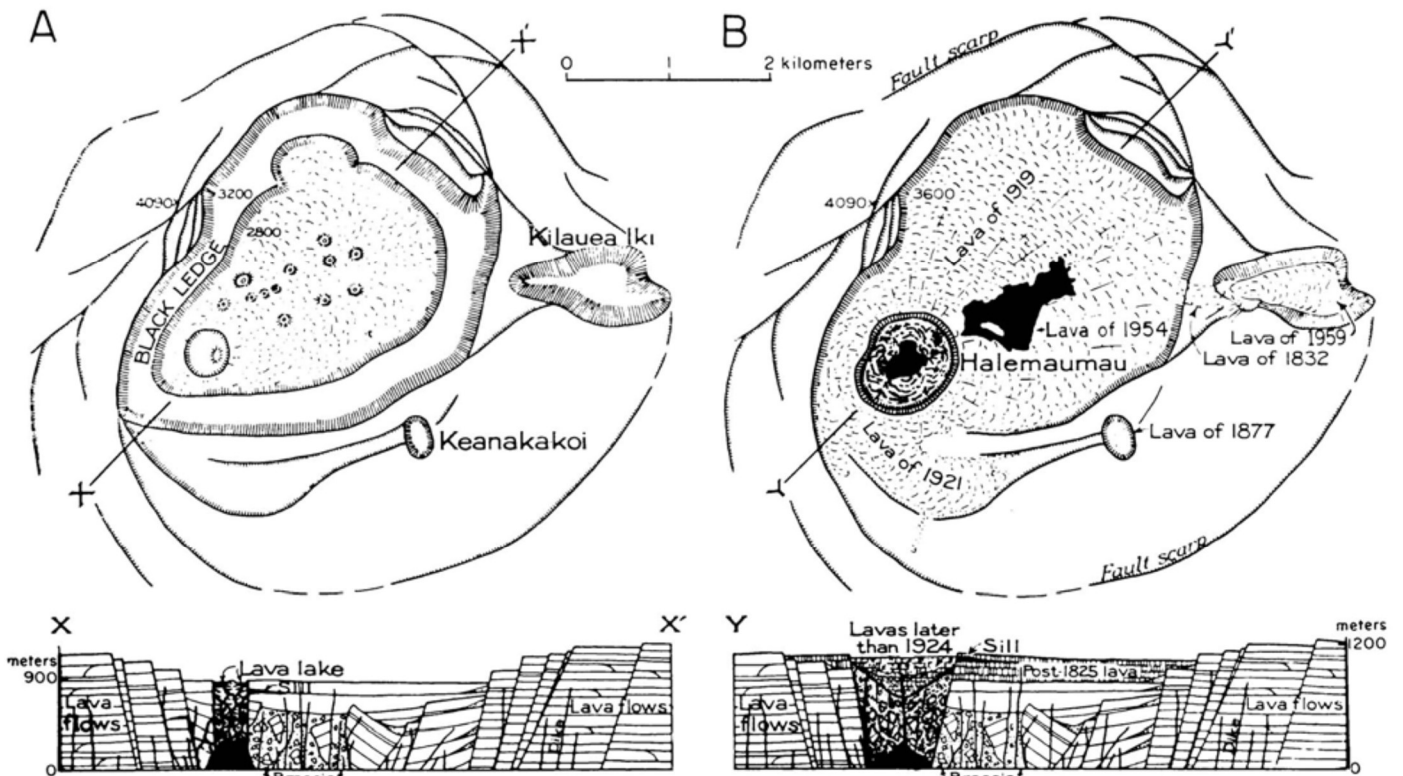 A
X'
0 1 2 kilometers
B
Fault scarp
Y'
4090
3200
2800
BLACK LEDGE
Kilauea Iki
Keanakakoi
X
4090
3600
Lava of 1919
Lava of 1954
Halemaumau
Lava of 1959
Lava of 1832
Lava of 1877
Lava of 1921
Y
Fault scarp
X
X'
meters
900
0
Lava lake
Sill
Lava
flows
Dike
Lava flows
Breccia
Y
Lavas later
than 1924
Sill
Post-1825 lava
meters
1200
0
Lava
flows
Dike
Lava flows
Breccia